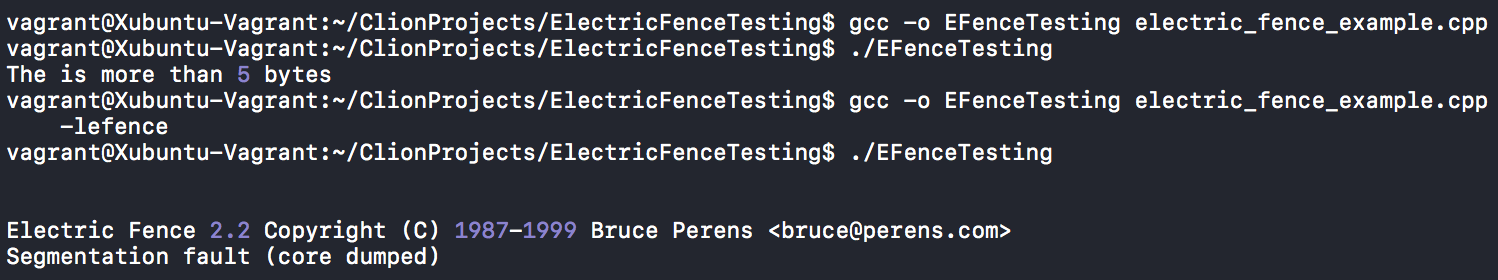 vagrant@Xubuntu-Vagrant:~/ClionProjects/ElectricFenceTesting$ gcc -o EFenceTesting electric_fence_example.cpp
vagrant@Xubuntu-Vagrant:~/ClionProjects/ElectricFenceTesting$ ./EFenceTesting
The is more than 5 bytes
vagrant@Xubuntu-Vagrant:~/ClionProjects/ElectricFenceTesting$ gcc -o EFenceTesting electric_fence_example.cpp
-lefence
vagrant@Xubuntu-Vagrant:~/ClionProjects/ElectricFenceTesting$ ./EFenceTesting
Electric Fence 2.2 Copyright (C) 1987-1999 Bruce Perens <bruce@perens.com>
Segmentation fault (core dumped)